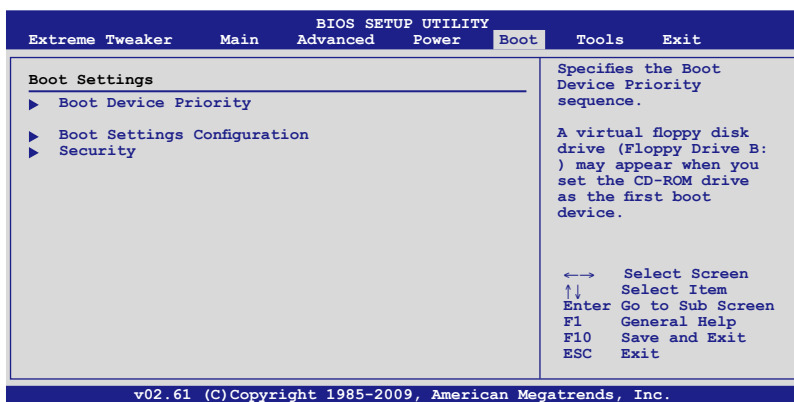 BIOS SETUP UTILITY
Extreme Tweaker Main Advanced Power Boot Tools Exit
Boot Settings
Boot Device Priority
Boot Settings Configuration
Security
Specifies the Boot
Device Priority
sequence.
A virtual floppy disk
drive (Floppy Drive B:
) may appear when you
set the CD-ROM drive
as the first boot
device.
←→ Select Screen
↑↓ Select Item
Enter Go to Sub Screen
F1 General Help
F10 Save and Exit
ESC Exit
v02.61 (C)Copyright 1985-2009, American Megatrends, Inc.